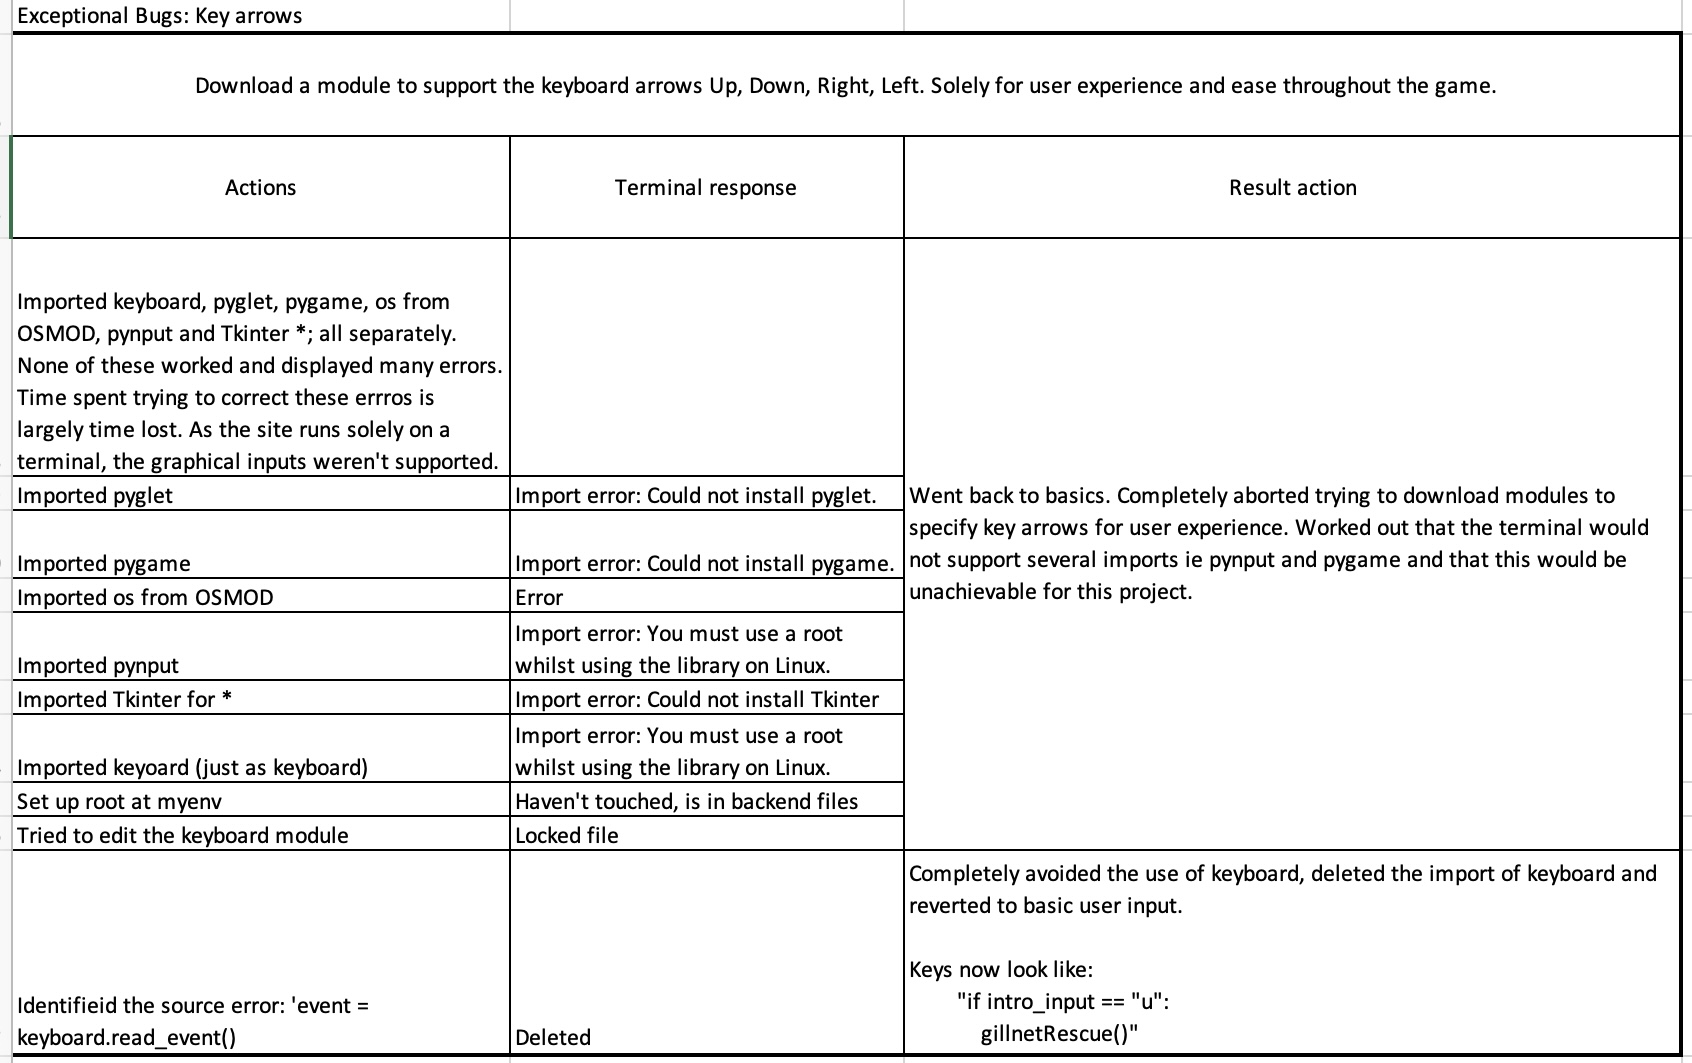 Exceptional Bugs: Key arrows
Download a module to support the keyboard arrows Up, Down, Right, Left. Solely for user experience and ease throughout the game.
Actions
Terminal response
Result action
Imported keyboard, pyglet, pygame, os from
OSMOD, pynput and Tkinter *; all separately.
None of these worked and displayed many errors.
Time spent trying to correct these errros is
largely time lost. As the site runs solely on a
terminal, the graphical inputs weren't supported.
Imported pyglet
Import error: Could not install pyglet.
Imported pygame
Import error: Could not install pygame.
Imported os from OSMOD
Error
Imported pynput
Import error: You must use a root
whilst using the library on Linux.
Imported Tkinter for *
Import error: Could not install Tkinter
Imported keyoard (just as keyboard)
Import error: You must use a root
whilst using the library on Linux.
Set up root at myenv
Haven't touched, is in backend files
Tried to edit the keyboard module
Locked file
Went back to basics. Completely aborted trying to download modules to
specify key arrows for user experience. Worked out that the terminal would
not support several imports ie pynput and pygame and that this would be
unachievable for this project.
Identifieid the source error: 'event =
keyboard.read_event()
Deleted
Completely avoided the use of keyboard, deleted the import of keyboard and
reverted to basic user input.
Keys now look like:
"if intro_input == "u":
gillnetRescue()"